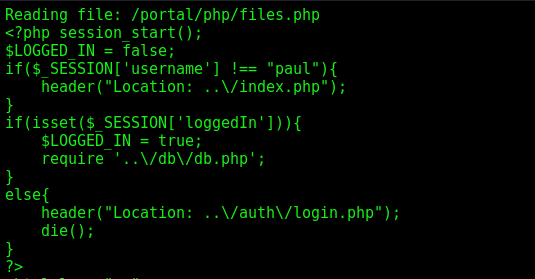 Reading file: /portal/php/files.php
<?php session_start();
$LOGGED_IN = false;
if($_SESSION['username'] !== "paul"){
    header("Location: ..\/index.php");
}
if(isset($_SESSION['loggedIn'])){
    $LOGGED_IN = true;
    require '..\/db\/db.php';
}
else{
    header("Location: ..\/auth\/login.php");
    die();
}
?>